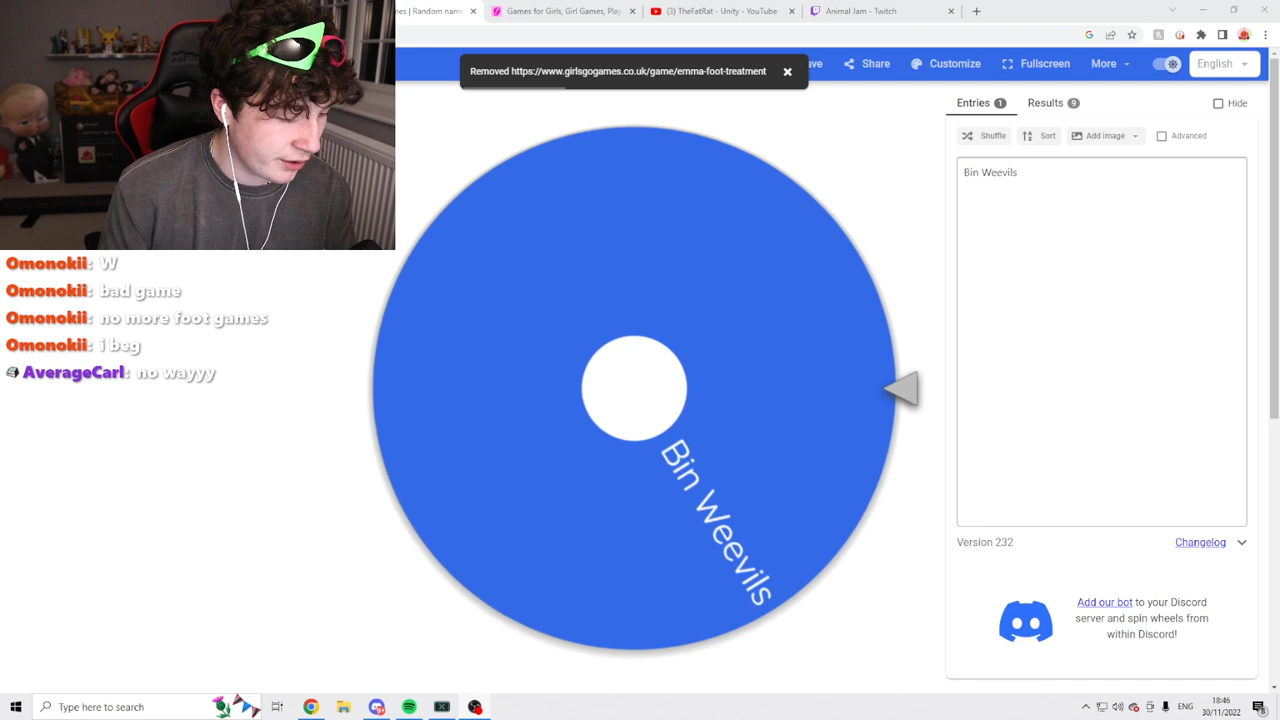 nes | Random name
Games for Girls, Girl Games, Play
(3) TheFatRat - Unity - YouTube
Animal Jam - Twitch
Removed https://www.girlsgogames.co.uk/game/emma-foot-treatment
ve
Share
Customize
Fullscreen
More
English
Entries 1
Results 9
Hide
Shuffle
Sort
Add image
Advanced
Bin Weevils
Omonokii: W
Omonokii: bad game
Omonokii: no more foot games
Omonokii: i beg
AverageCarl: no wayyy
Bin Weevils
Version 232
Changelog
Add our bot to your Discord
server and spin wheels from
within Discord!
Type here to search
ENG
18:46
30/11/2022